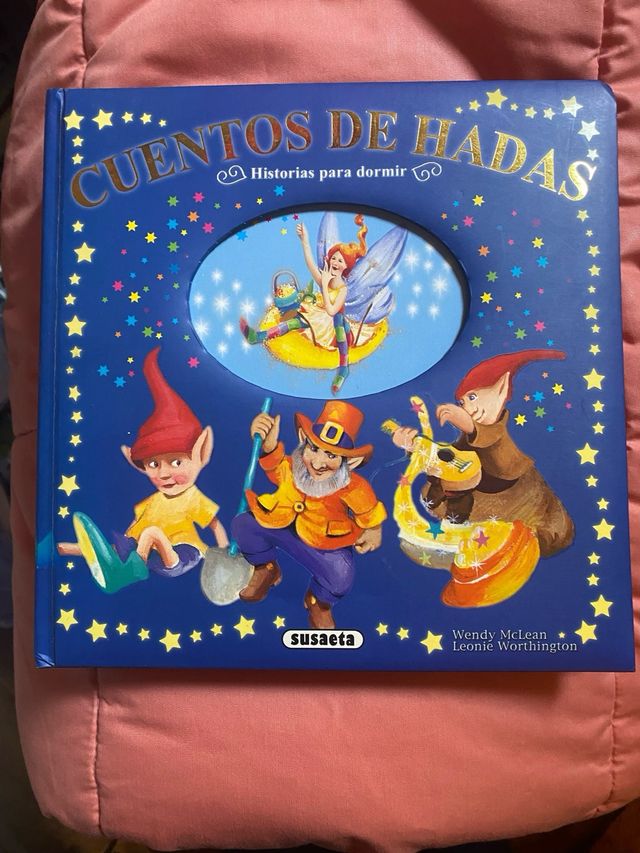 CUENTOS DE HADAS
Historias para dormir
susaeta
Wendy McLean
Leonie Worthington